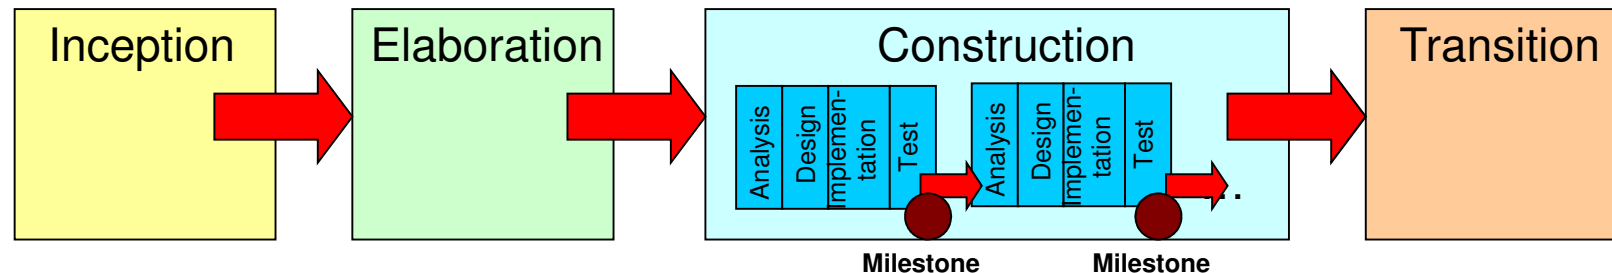 Inception
Elaboration
Construction
Transition
Analysis
Design
Implemen-
tation
Test
Analysis
Design
Implemen-
tation
Test
...
Milestone
Milestone